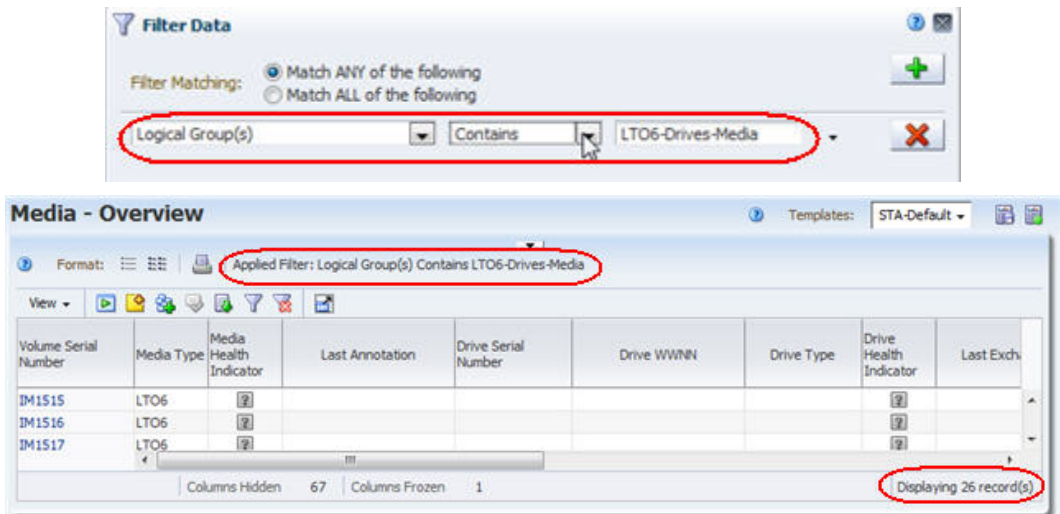 Filter Data
Filter Matching:
Match ANY of the following
Match ALL of the following
Logical Group(s) Contains LTO6-Drives-Media
Media - Overview
Templates: STA-Default
Format: Applied Filter: Logical Group(s) Contains LTO6-Drives-Media
View
Volume Serial Number Media Type Media Health Indicator Last Annotation Drive Serial Number Drive WWNN Drive Type Drive Health Indicator Last Excha
IM1515 LTO6
IM1516 LTO6
IM1517 LTO6
Columns Hidden 67 Columns Frozen 1 Displaying 26 record(s)